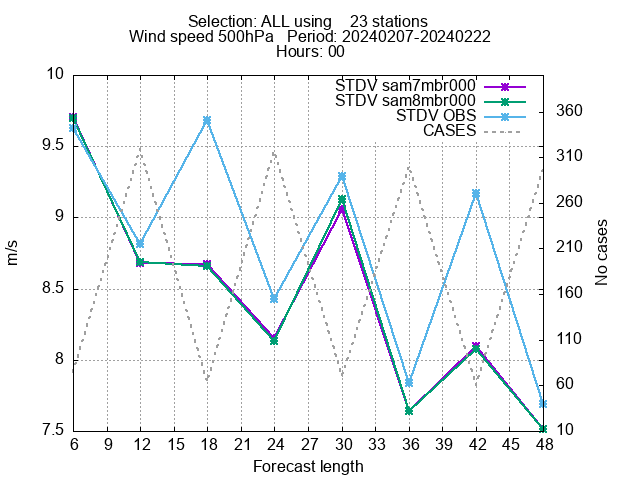 Selection: ALL using 23 stations
Wind speed 500hPa Period: 20240207-20240222
Hours: 00
STDV sam7mbr000
STDV sam8mbr000
STDV OBS
CASES
10
9.5
9
8.5
8
7.5
m/s
360
310
260
210
160
110
60
10
No cases
6 12 18 24 30 36 42 48
9 15 21 27 33 39 45
Forecast length